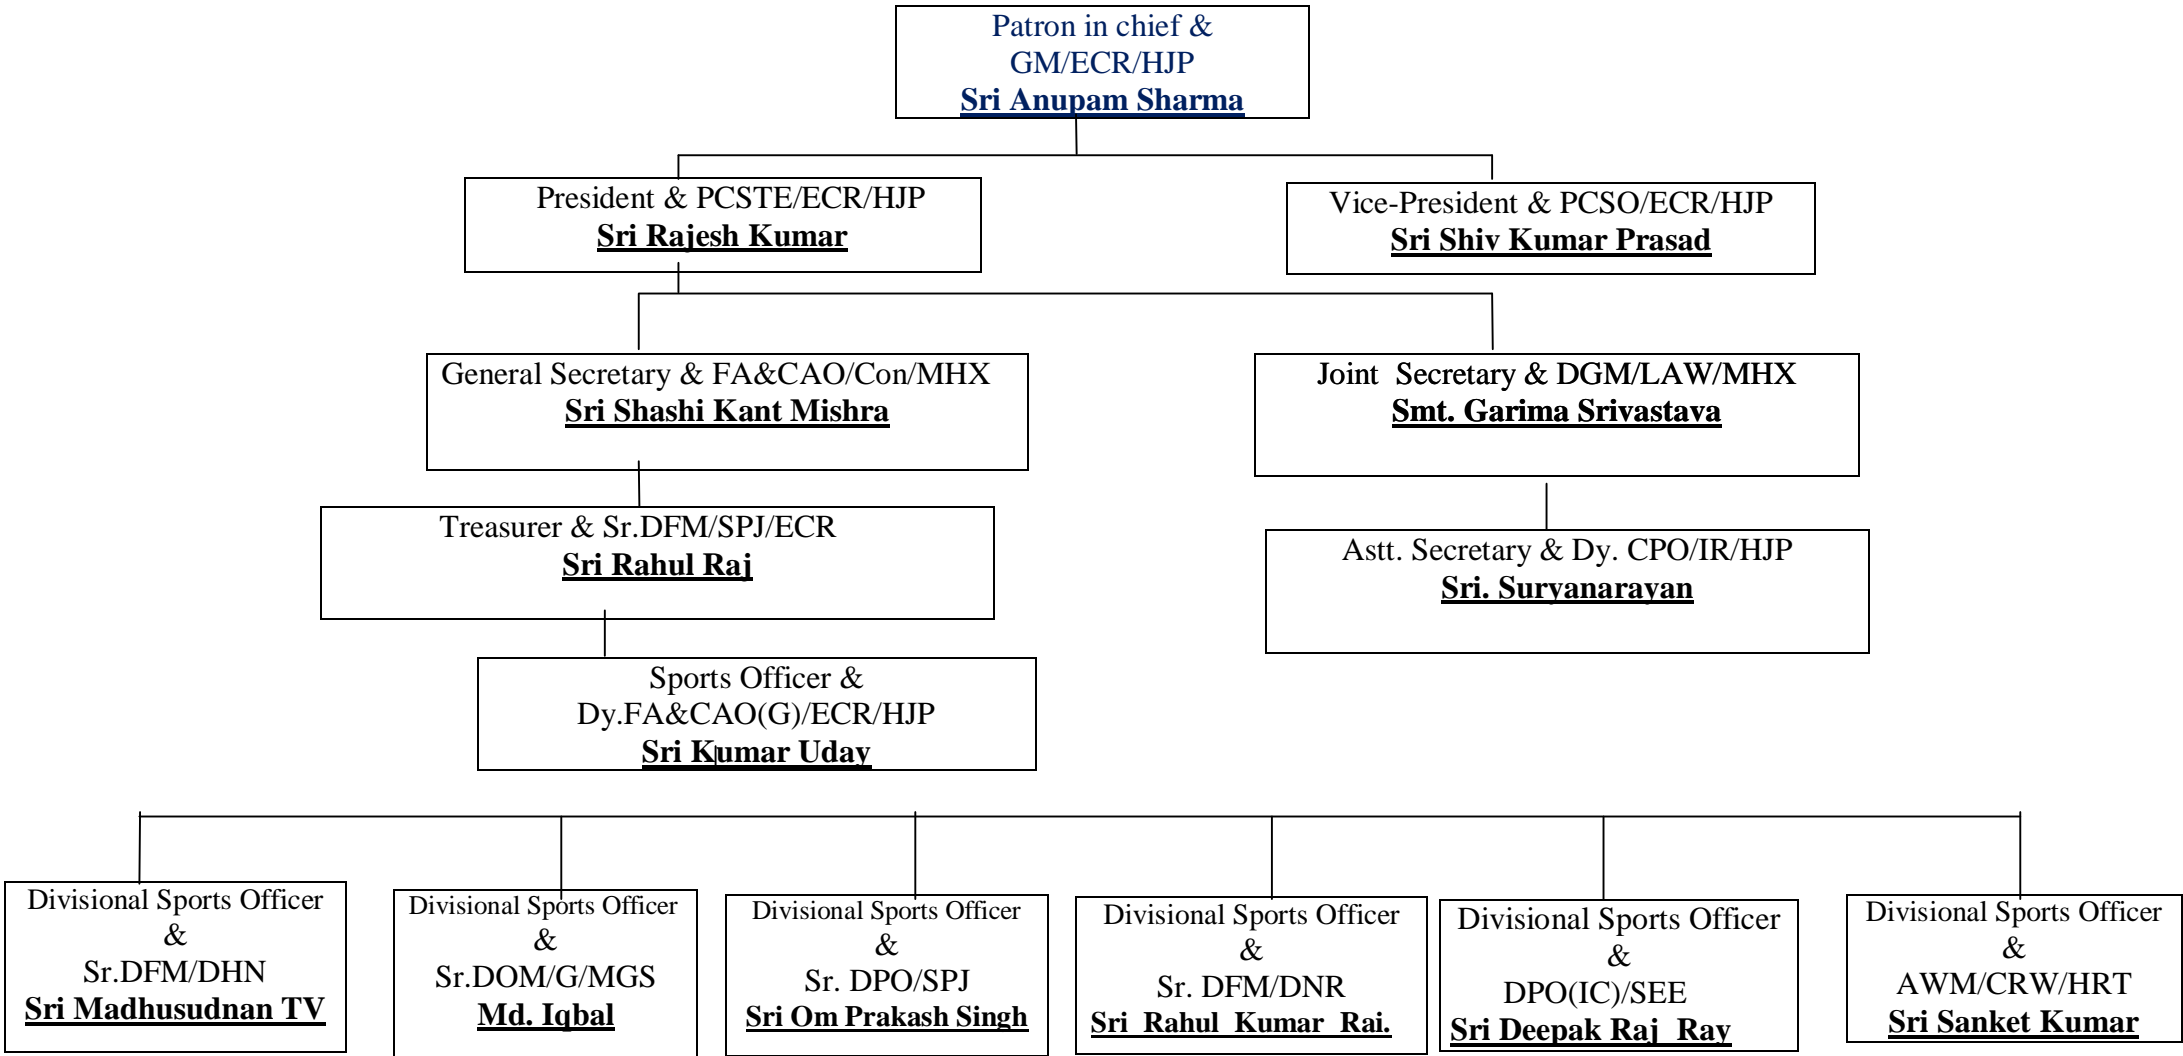 Patron in chief &
GM/ECR/HJP
Sri Anupam Sharma
President & PCSTE/ECR/HJP
Sri Rajesh Kumar
Vice-President & PCSO/ECR/HJP
Sri Shiv Kumar Prasad
General Secretary & FA&CAO/Con/MHX
Sri Shashi Kant Mishra
Joint Secretary & DGM/LAW/MHX
Smt. Garima Srivastava
Treasurer & Sr.DFM/SPJ/ECR
Sri Rahul Raj
Astt. Secretary & Dy. CPO/IR/HJP
Sri. Suryanarayan
Sports Officer &
Dy.FA&CAO(G)/ECR/HJP
Sri Kumar Uday
Divisional Sports Officer
&
Sr.DFM/DHN
Sri Madhusudnan TV
Divisional Sports Officer
&
Sr.DOM/G/MGS
Md. Iqbal
Divisional Sports Officer
&
Sr. DPO/SPJ
Sri Om Prakash Singh
Divisional Sports Officer
&
Sr. DFM/DNR
Sri Rahul Kumar Rai.
Divisional Sports Officer
&
DPO(IC)/SEE
Sri Deepak Raj Ray
Divisional Sports Officer
&
AWM/CRW/HRT
Sri Sanket Kumar